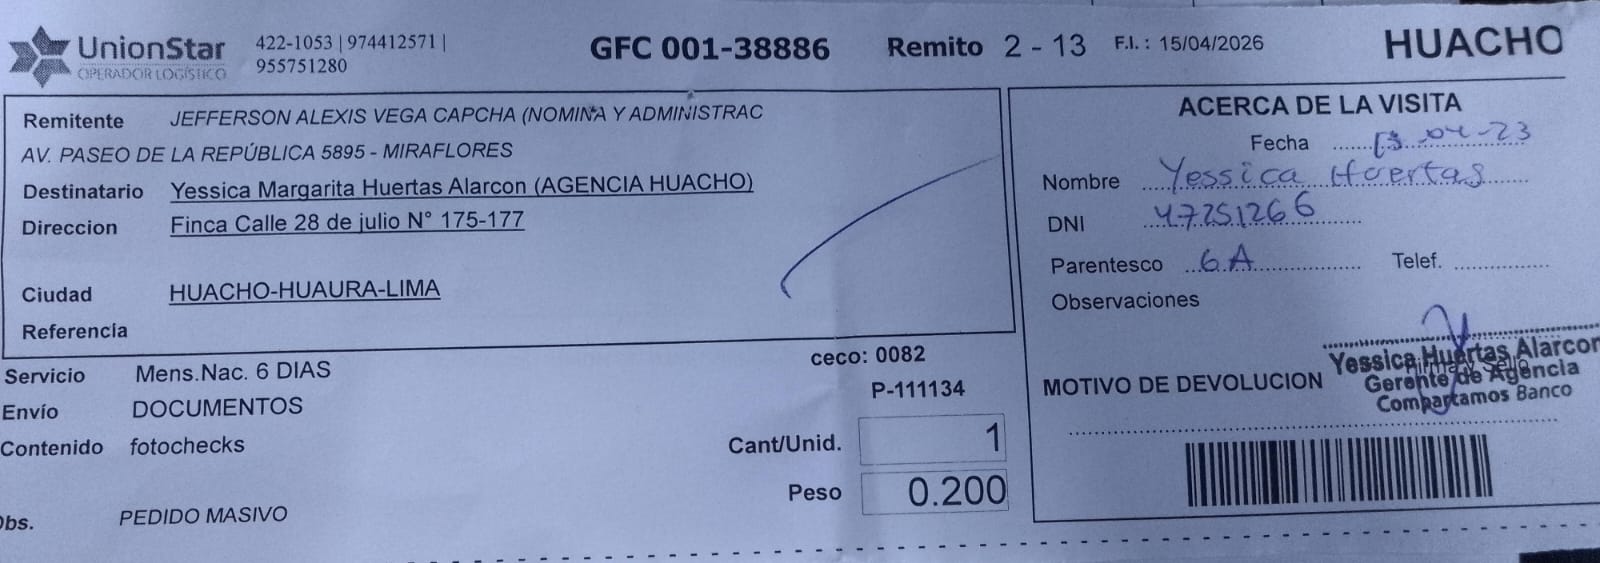 UnionStar
OPERADOR LOGÍSTICO
422-1053 | 974412571 |
955751280
GFC 001-38886
Remito 2 - 13
F.I. : 15/04/2026
HUACHO
Remitente JEFFERSON ALEXIS VEGA CAPCHA (NOMINA Y ADMINISTRAC
AV. PASEO DE LA REPÚBLICA 5895 - MIRAFLORES
Destinatario Yessica Margarita Huertas Alarcon (AGENCIA HUACHO)
Direccion Finca Calle 28 de julio N° 175-177
Ciudad HUACHO-HUAURA-LIMA
Referencia
Servicio Mens.Nac. 6 DIAS
Envío DOCUMENTOS
Contenido fotochecks
Obs. PEDIDO MASIVO
ceco: 0082
P-111134
Cant/Unid. 1
Peso 0.200
ACERCA DE LA VISITA
Fecha
Nombre Yessica Huertas
DNI 47251266
Parentesco GA Telef.
Observaciones
MOTIVO DE DEVOLUCION
Yessica Huertas Alarcon
Gerente de Agencia
Compartamos Banco